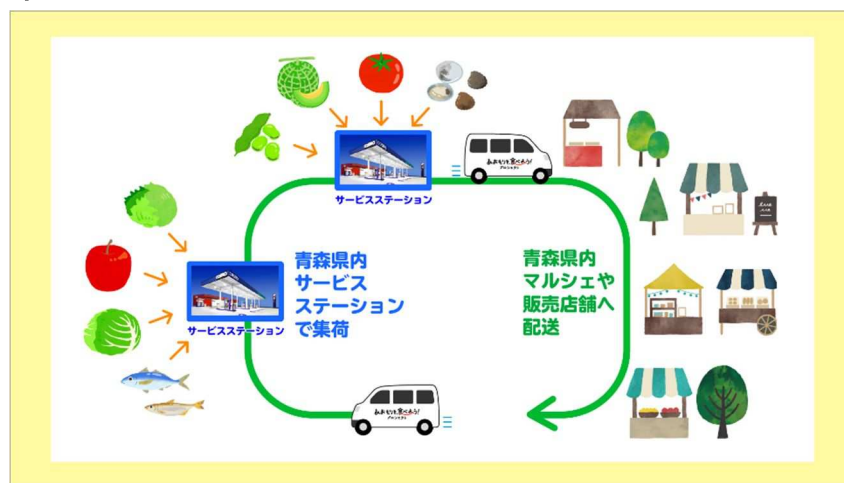 サービスステーション
サービスステーション
青森県内
サービス
ステーション
で集荷
青森県内
マルシェや
販売店舗へ
配送